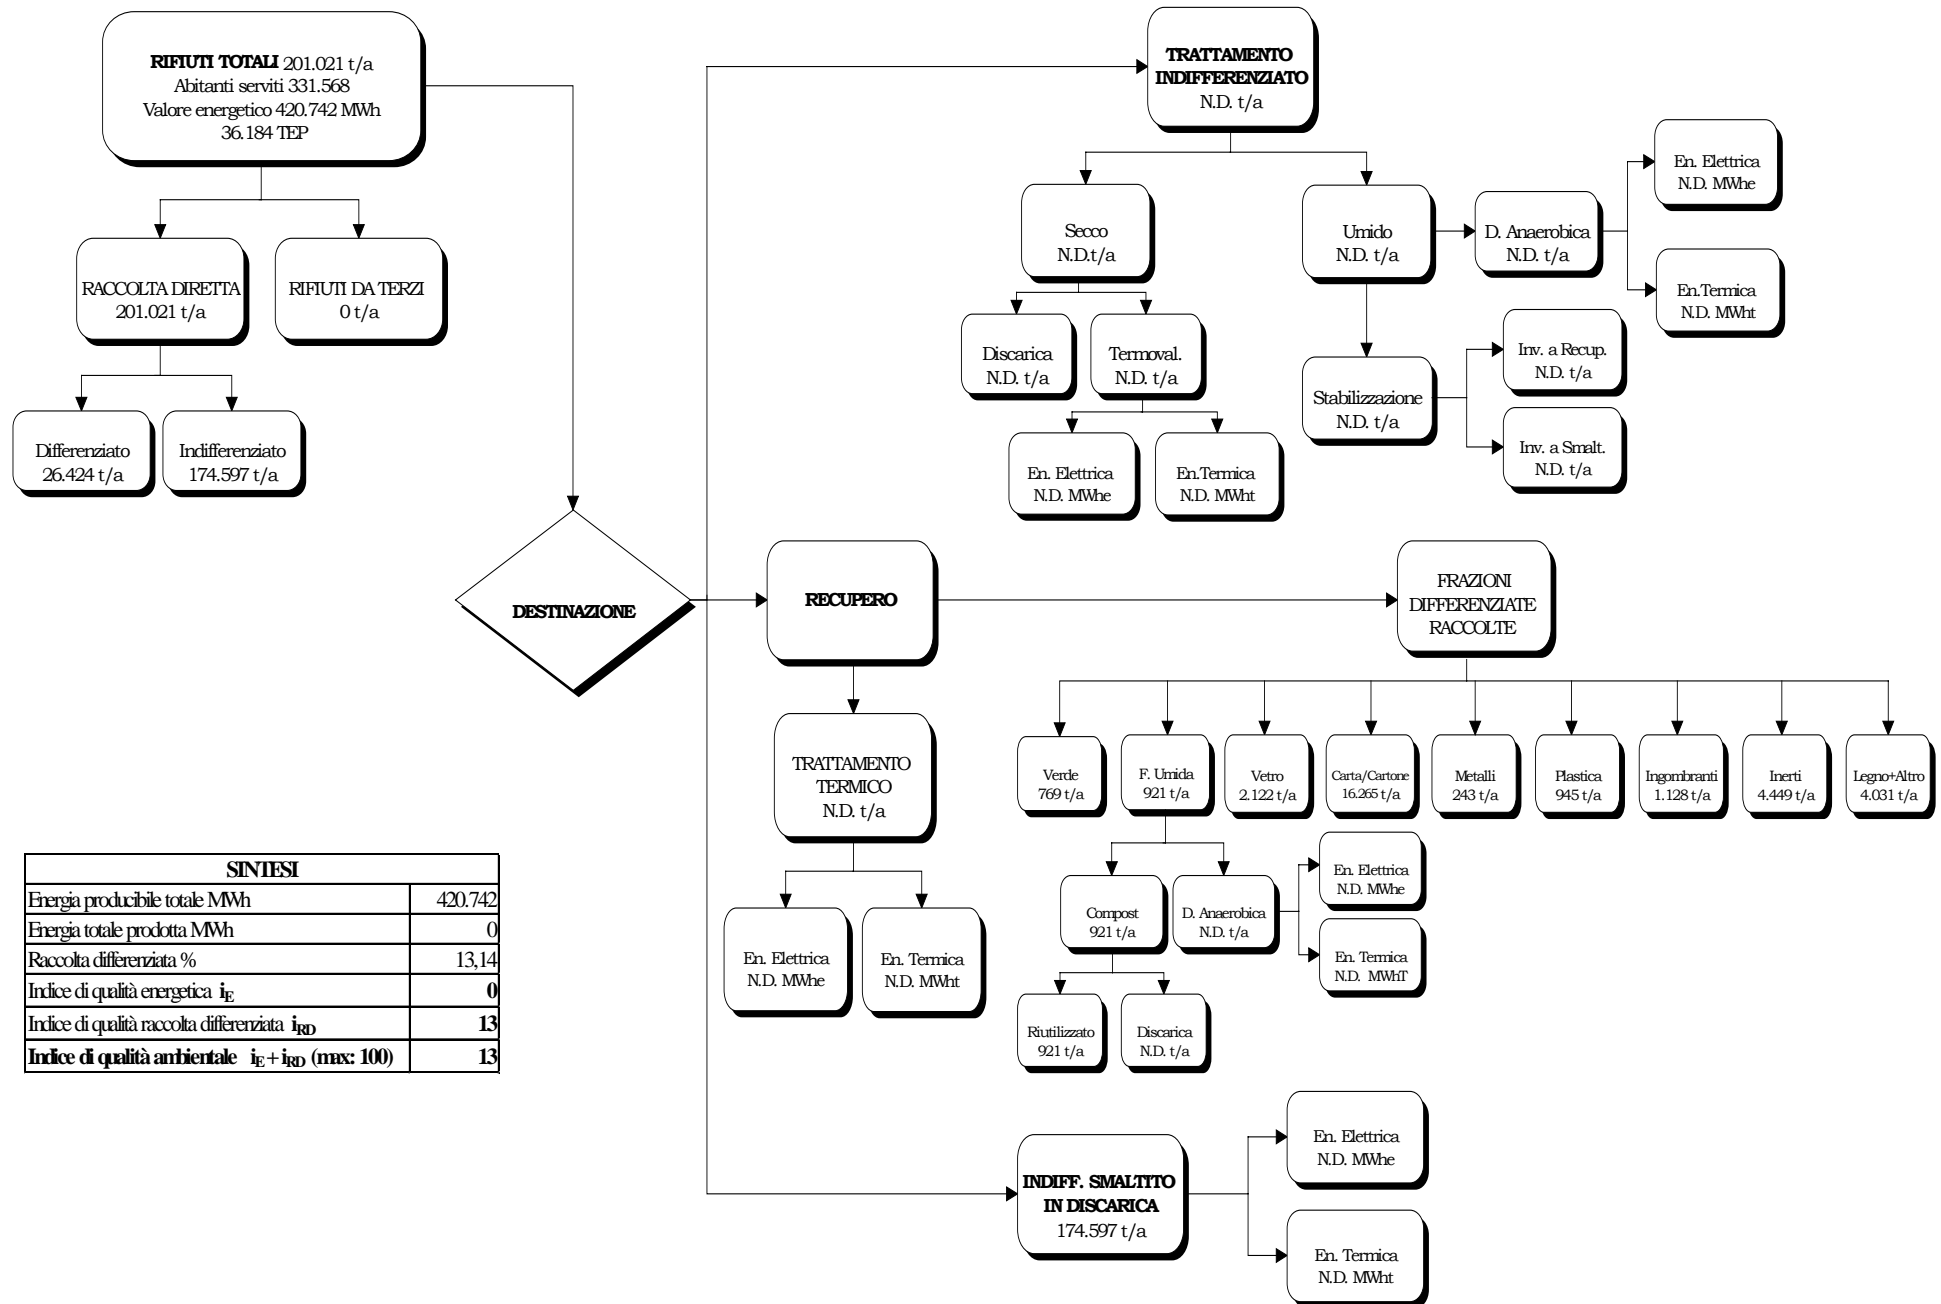 RIFIUTI TOTALI 201.021 t/a
Abitanti serviti 331.568
Valore energetico 420.742 MWh
36.184 TEP
RACCOLTA DIRETTA
201.021 t/a
RIFIUTI DA TERZI
0 t/a
Differenziato
26.424 t/a
Indifferenziato
174.597 t/a
DESTINAZIONE
TRATTAMENTO
INDIFFERENZIATO
N.D. t/a
Secco
N.D.t/a
Umido
N.D. t/a
D. Anaerobica
N.D. t/a
En. Elettrica
N.D. MWhe
En.Termica
N.D. MWht
Discarica
N.D. t/a
Termoval.
N.D. t/a
En. Elettrica
N.D. MWhe
En.Termica
N.D. MWht
Stabilizzazione
N.D. t/a
Inv. a Recup.
N.D. t/a
Inv. a Smalt.
N.D. t/a
RECUPERO
FRAZIONI
DIFFERENZIATE
RACCOLTE
TRATTAMENTO
TERMICO
N.D. t/a
En. Elettrica
N.D. MWhe
En. Termica
N.D. MWht
Verde
769 t/a
F. Umida
921 t/a
Vetro
2.122 t/a
Carta/Cartone
16.265 t/a
Metalli
243 t/a
Plastica
945 t/a
Ingombranti
1.128 t/a
Inerti
4.449 t/a
Legno+Altro
4.031 t/a
Compost
921 t/a
D. Anaerobica
N.D. t/a
En. Elettrica
N.D. MWhe
En. Termica
N.D. MWhT
Riutilizzato
921 t/a
Discarica
N.D. t/a
INDIFF. SMALTITO
IN DISCARICA
174.597 t/a
En. Elettrica
N.D. MWhe
En. Termica
N.D. MWht
SINTESI
Energia producibile totale MWh 420.742
Energia totale prodotta MWh 0
Raccolta differenziata % 13,14
Indice di qualità energetica iE 0
Indice di qualità raccolta differenziata iRD 13
Indice di qualità ambientale iE + iRD (max: 100) 13